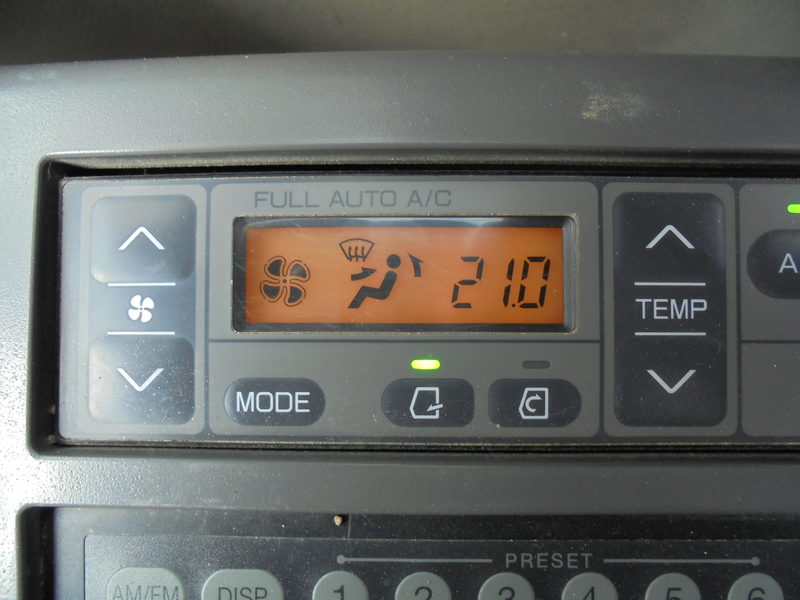 FULL AUTO A/C
21.0
TEMP
A
MODE
PRESET
AM/FM
DISP
1 2 3 4 5 6